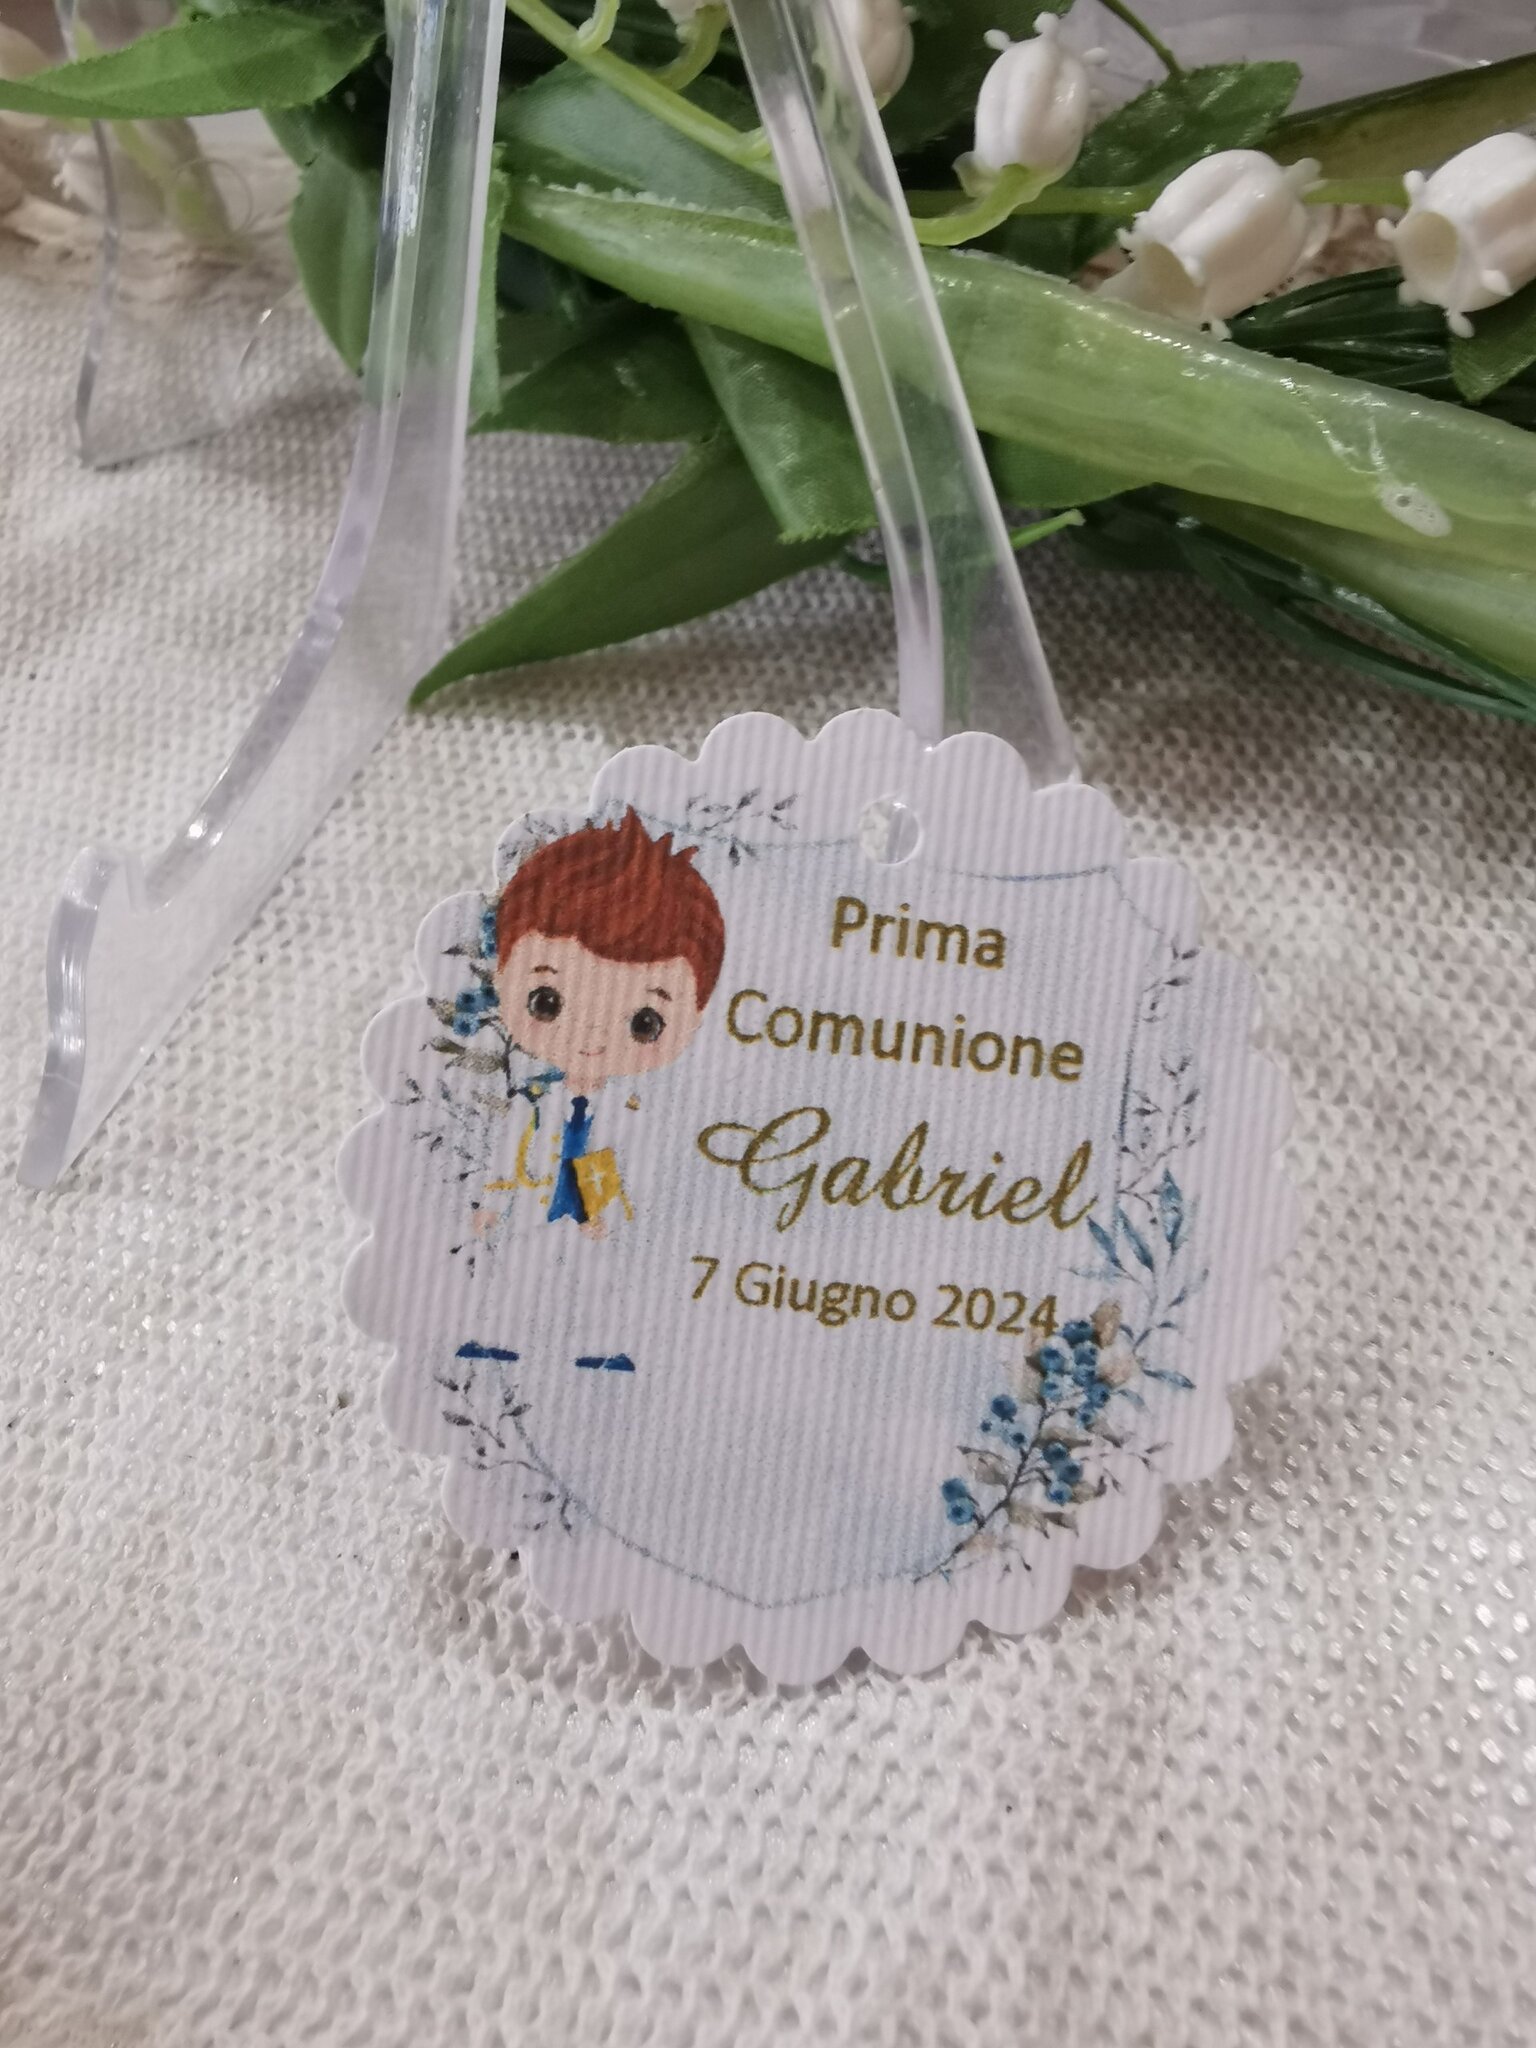 Prima
Comunione
Gabriel
7 Giugno 2024